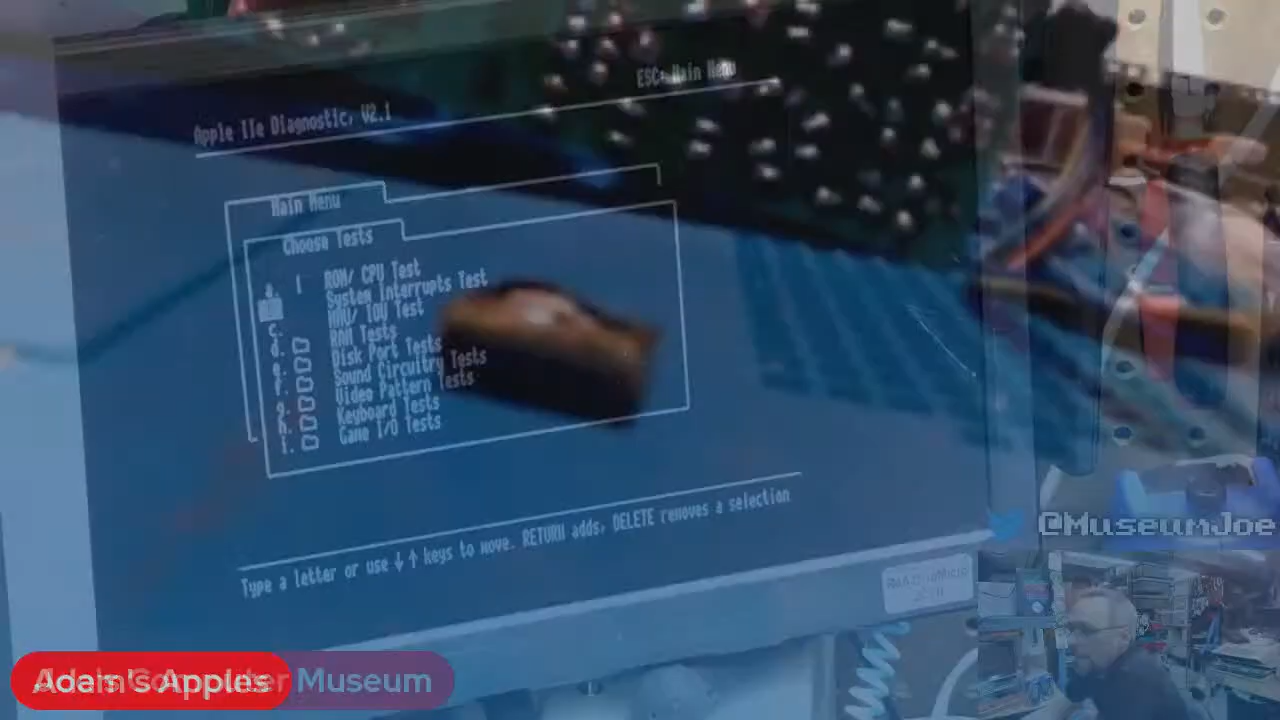 ESC: Main Menu
Apple IIe Diagnostic, V2.1
Main Menu
Choose Tests
a. 1 ROM/ CPU Test
System Interrupts Test
c. MMU/ IOU Test
d. RAM Tests
e. Disk Port Tests
f. Sound Circuitry Tests
g. Video Pattern Tests
h. Keyboard Tests
i. Game I/O Tests
Type a letter or use ↓ ↑ keys to move. RETURN adds, DELETE removes a selection
@MuseumJoe
Adam's Apples
Computer Museum